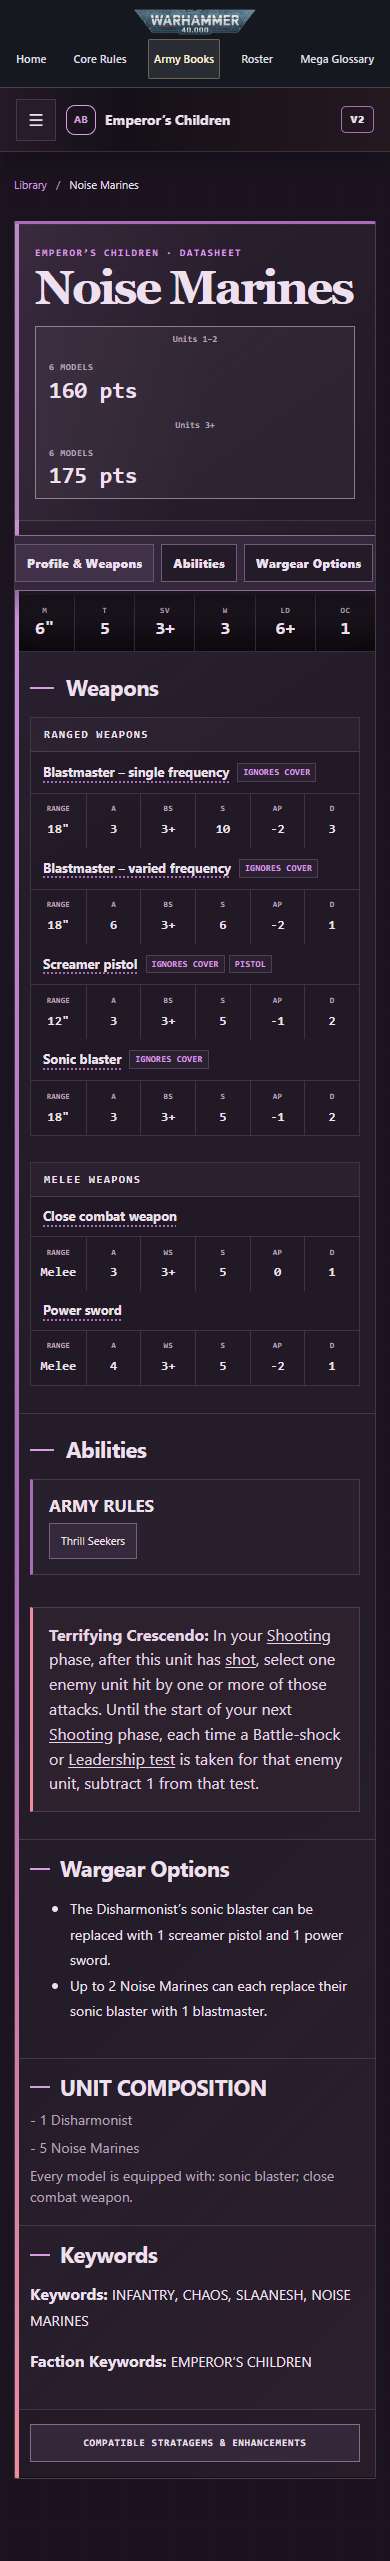 WARHAMMER
40,000
Home Core Rules Army Books Roster Mega Glossary
☰ AB Emperor’s Children V2
Library / Noise Marines
EMPEROR’S CHILDREN · DATASHEET
Noise Marines
Units 1–2
6 MODELS
160 pts
Units 3+
6 MODELS
175 pts
Profile & Weapons Abilities Wargear Options
M T SV W LD OC
6" 5 3+ 3 6+ 1
Weapons
RANGED WEAPONS
Blastmaster – single frequency IGNORES COVER
RANGE A BS S AP D
18" 3 3+ 10 -2 3
Blastmaster – varied frequency IGNORES COVER
RANGE A BS S AP D
18" 6 3+ 6 -2 1
Screamer pistol IGNORES COVER PISTOL
RANGE A BS S AP D
12" 3 3+ 5 -1 2
Sonic blaster IGNORES COVER
RANGE A BS S AP D
18" 3 3+ 5 -1 2
MELEE WEAPONS
Close combat weapon
RANGE A WS S AP D
Melee 3 3+ 5 0 1
Power sword
RANGE A WS S AP D
Melee 4 3+ 5 -2 1
Abilities
ARMY RULES
Thrill Seekers
Terrifying Crescendo: In your Shooting
phase, after this unit has shot, select one
enemy unit hit by one or more of those
attacks. Until the start of your next
Shooting phase, each time a Battle-shock
or Leadership test is taken for that enemy
unit, subtract 1 from that test.
Wargear Options
• The Disharmonist’s sonic blaster can be
replaced with 1 screamer pistol and 1 power
sword.
• Up to 2 Noise Marines can each replace their
sonic blaster with 1 blastmaster.
UNIT COMPOSITION
- 1 Disharmonist
- 5 Noise Marines
Every model is equipped with: sonic blaster; close
combat weapon.
Keywords
Keywords: INFANTRY, CHAOS, SLAANESH, NOISE
MARINES
Faction Keywords: EMPEROR’S CHILDREN
COMPATIBLE STRATAGEMS & ENHANCEMENTS